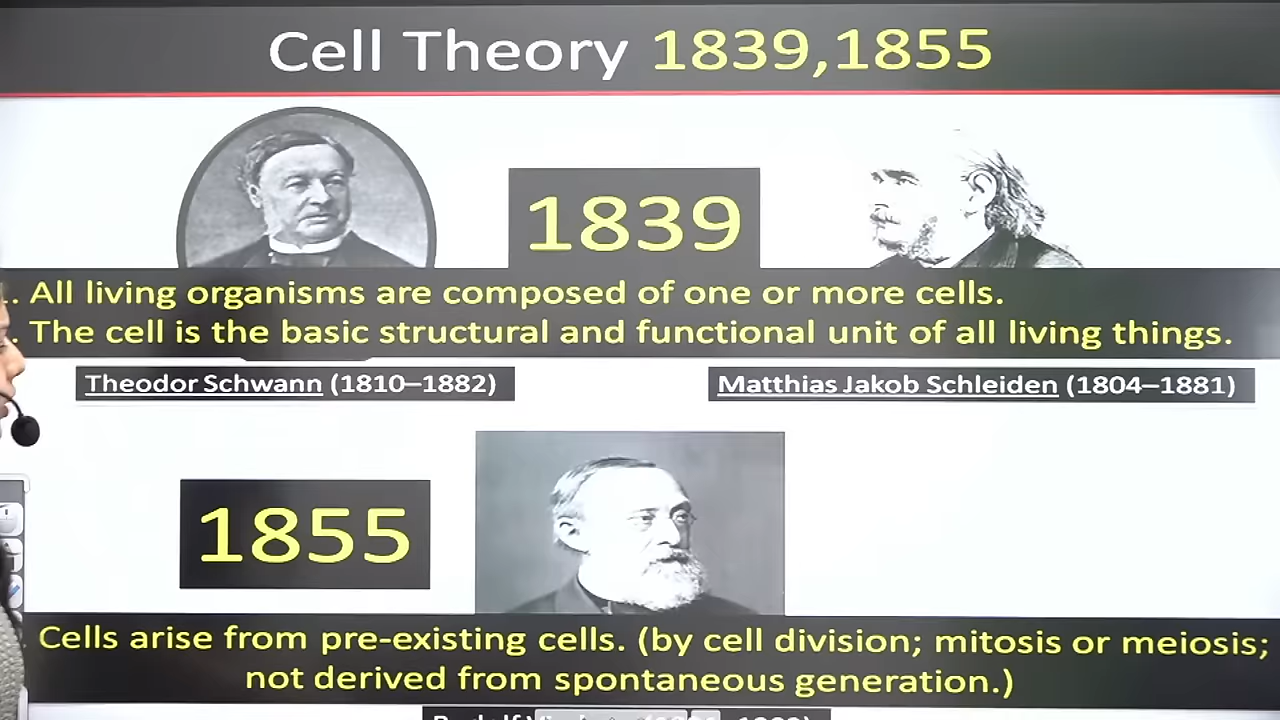 Cell Theory 1839,1855
1839
. All living organisms are composed of one or more cells.
. The cell is the basic structural and functional unit of all living things.
Theodor Schwann (1810–1882)
Matthias Jakob Schleiden (1804–1881)
1855
Cells arise from pre-existing cells. (by cell division; mitosis or meiosis;
not derived from spontaneous generation.)
Rudolf